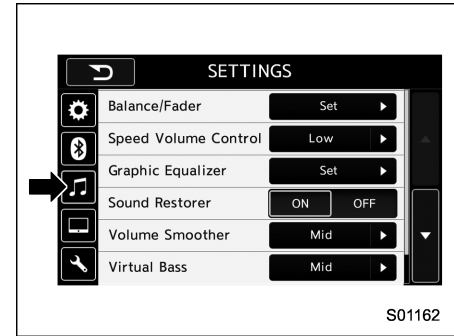 SETTINGS
Balance/Fader Set
Speed Volume Control Low
Graphic Equalizer Set
Sound Restorer ON OFF
Volume Smoother Mid
Virtual Bass Mid
S01162